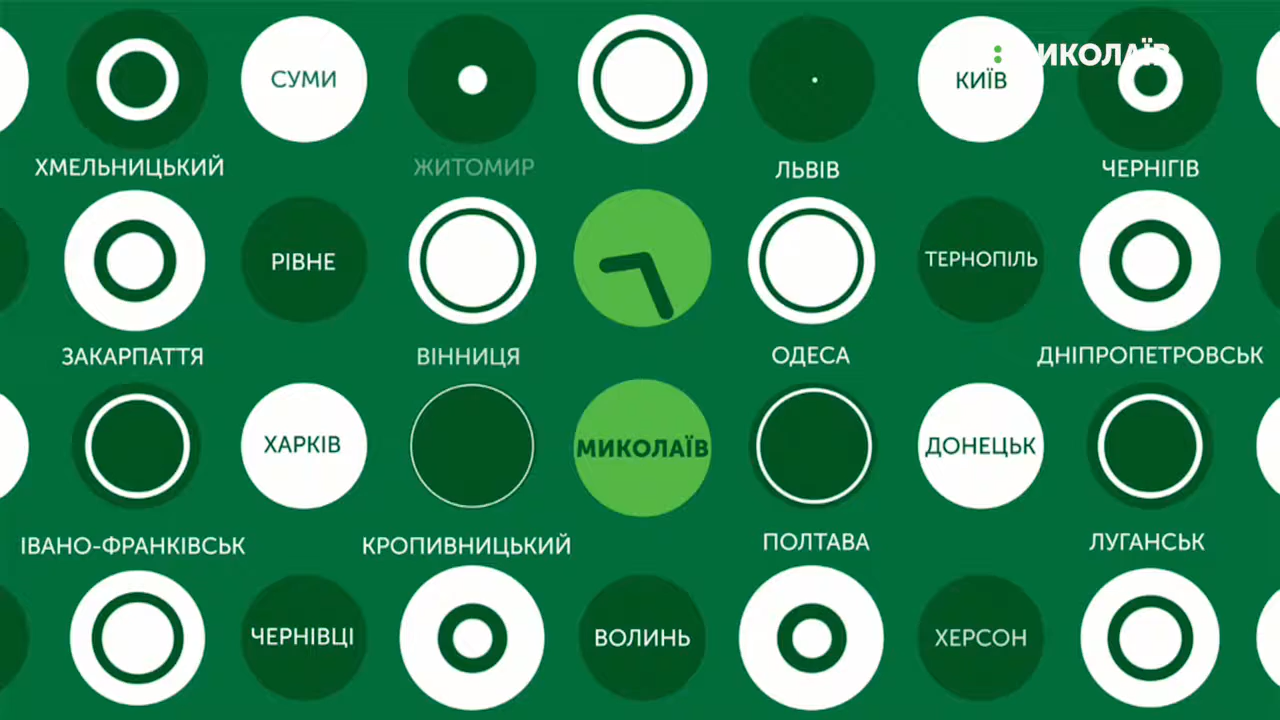 : МИКОЛАЇВ
СУМИ
КИЇВ
ХМЕЛЬНИЦЬКИЙ
ЖИТОМИР
ЛЬВІВ
ЧЕРНІГІВ
РІВНЕ
ТЕРНОПІЛЬ
ЗАКАРПАТТЯ
ВІННИЦЯ
ОДЕСА
ДНІПРОПЕТРОВСЬК
ХАРКІВ
МИКОЛАЇВ
ДОНЕЦЬК
ІВАНО-ФРАНКІВСЬК
КРОПИВНИЦЬКИЙ
ПОЛТАВА
ЛУГАНСЬК
ЧЕРНІВЦІ
ВОЛИНЬ
ХЕРСОН